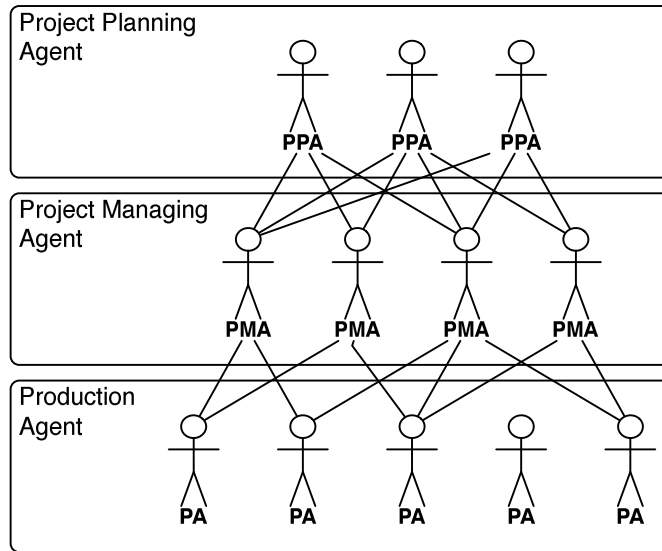 Project Planning
Agent
PPA PPA PPA
Project Managing
Agent
PMA PMA PMA PMA
Production
Agent
PA PA PA PA PA